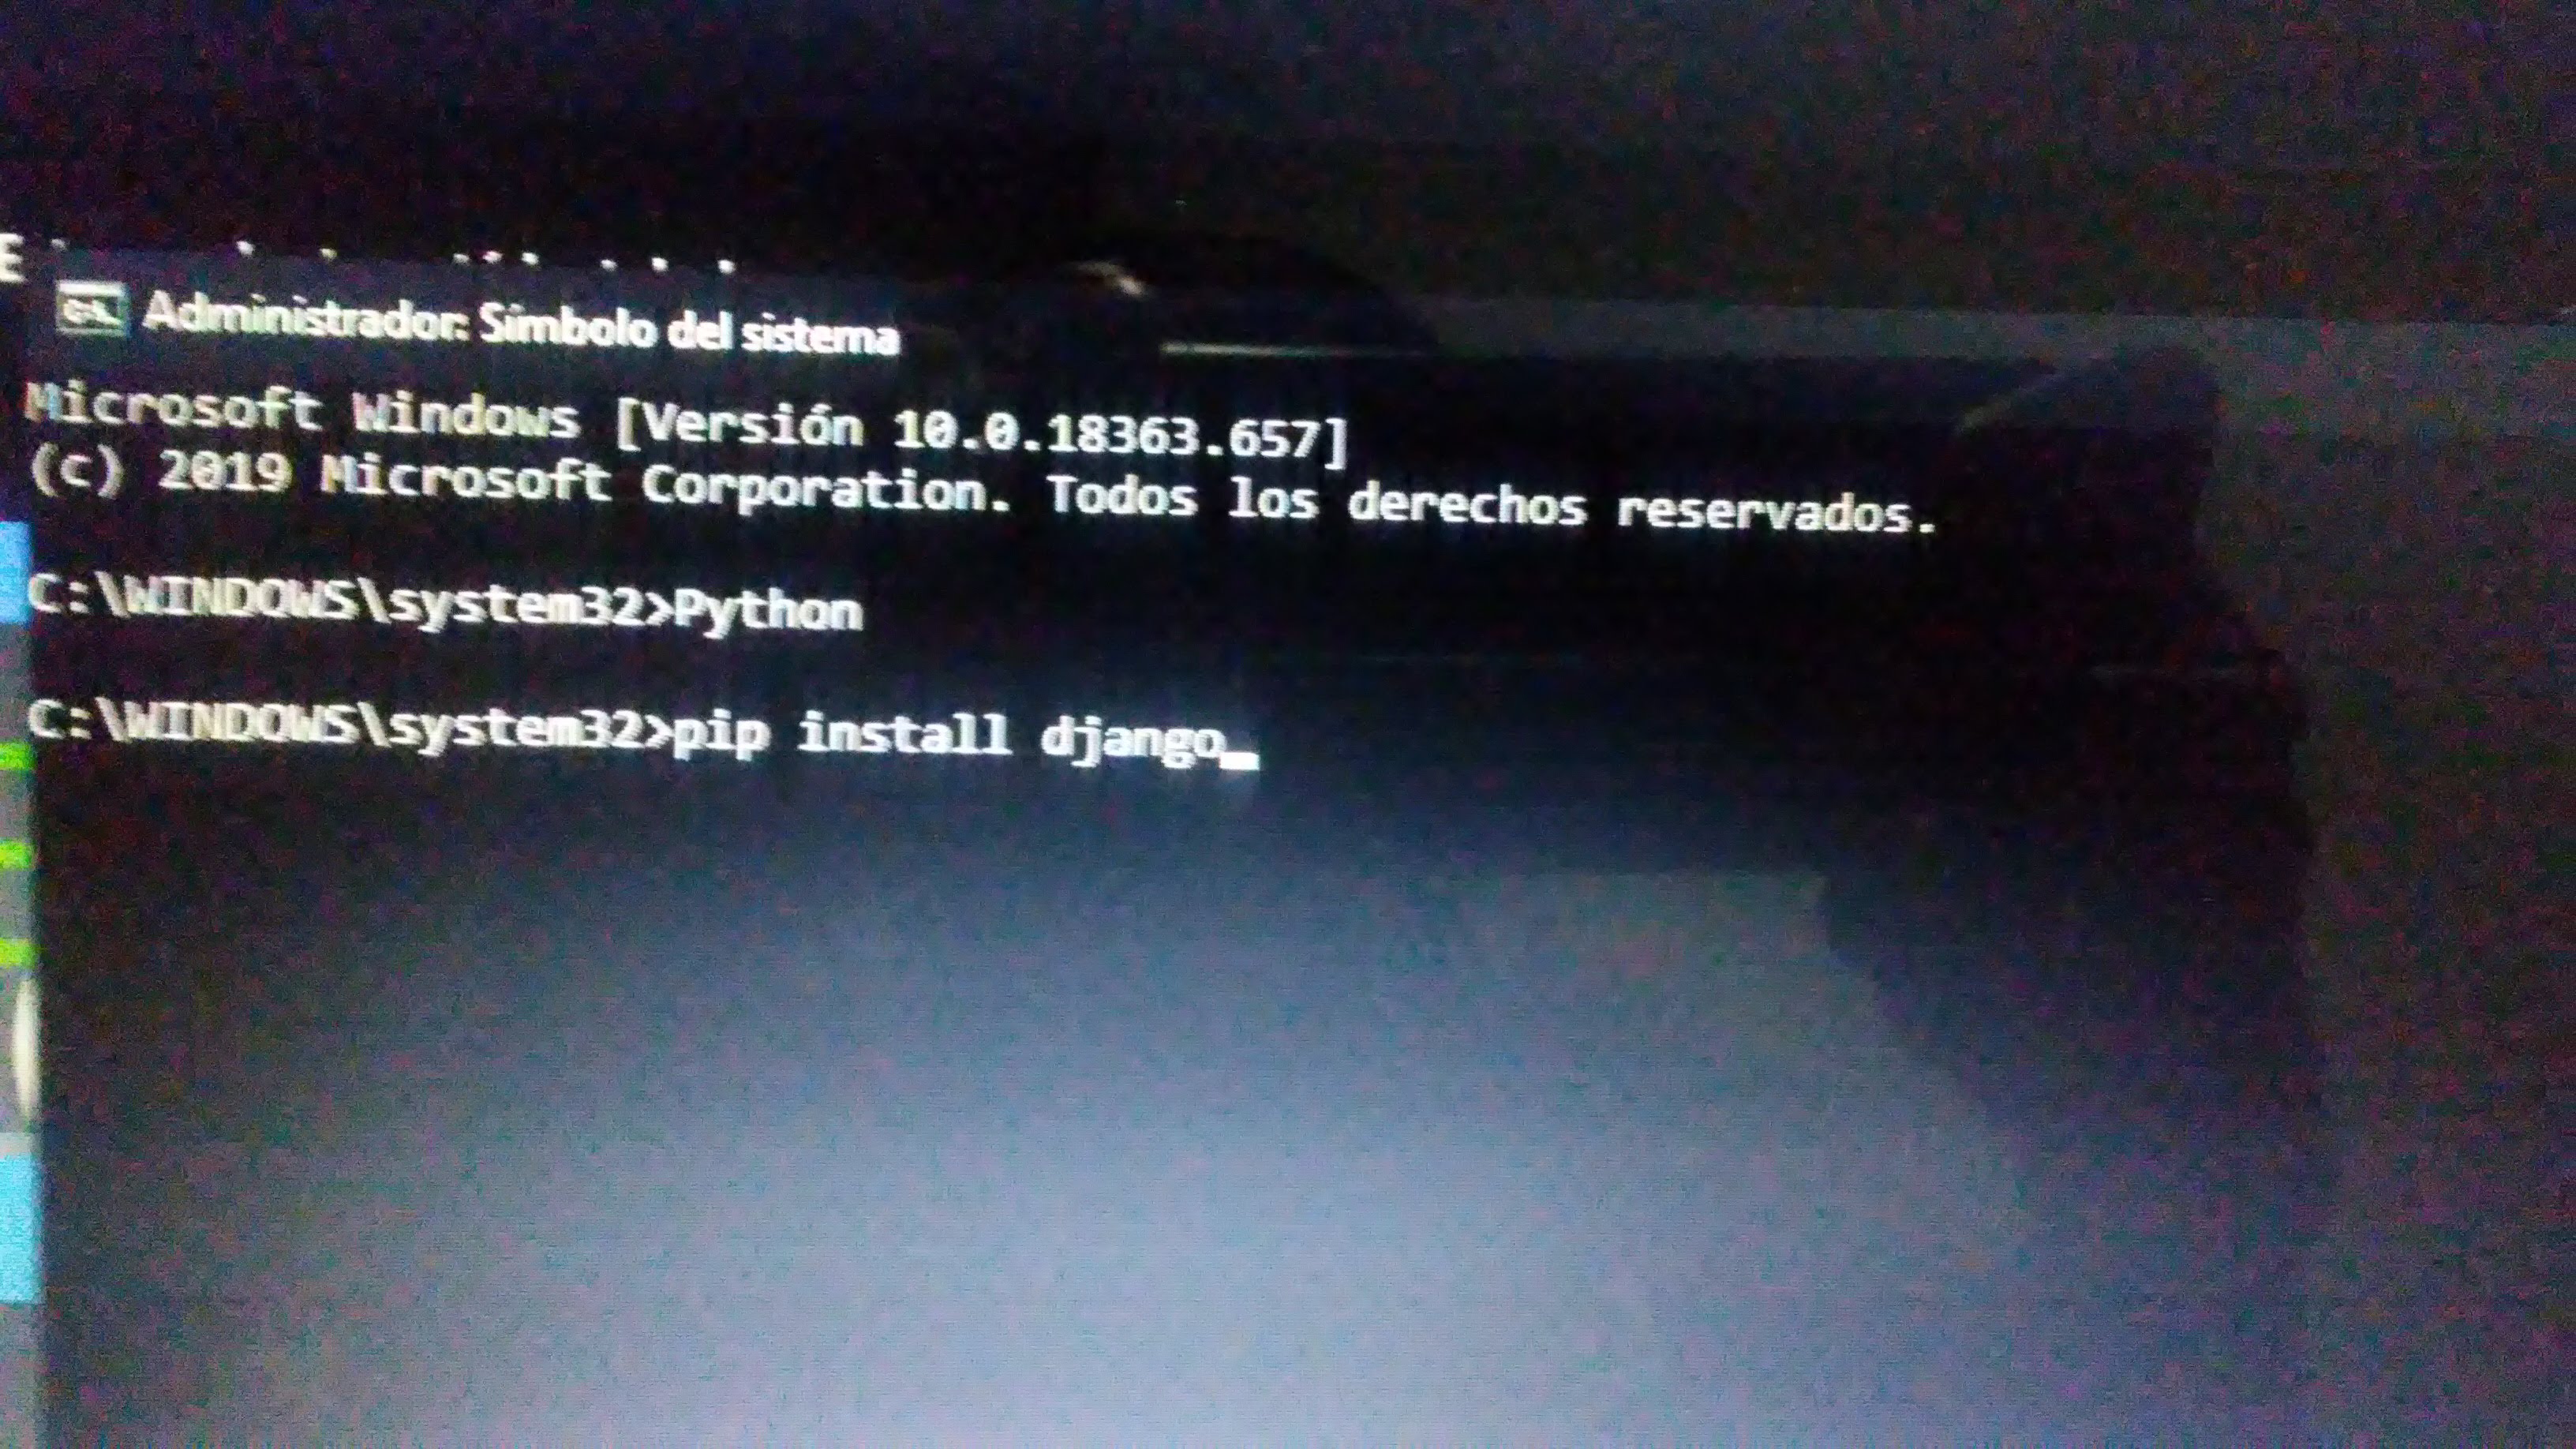 E
Administrador: Símbolo del sistema
Microsoft Windows [Versión 10.0.18363.657]
(c) 2019 Microsoft Corporation. Todos los derechos reservados.
C:\WINDOWS\system32>Python
C:\WINDOWS\system32>pip install django_